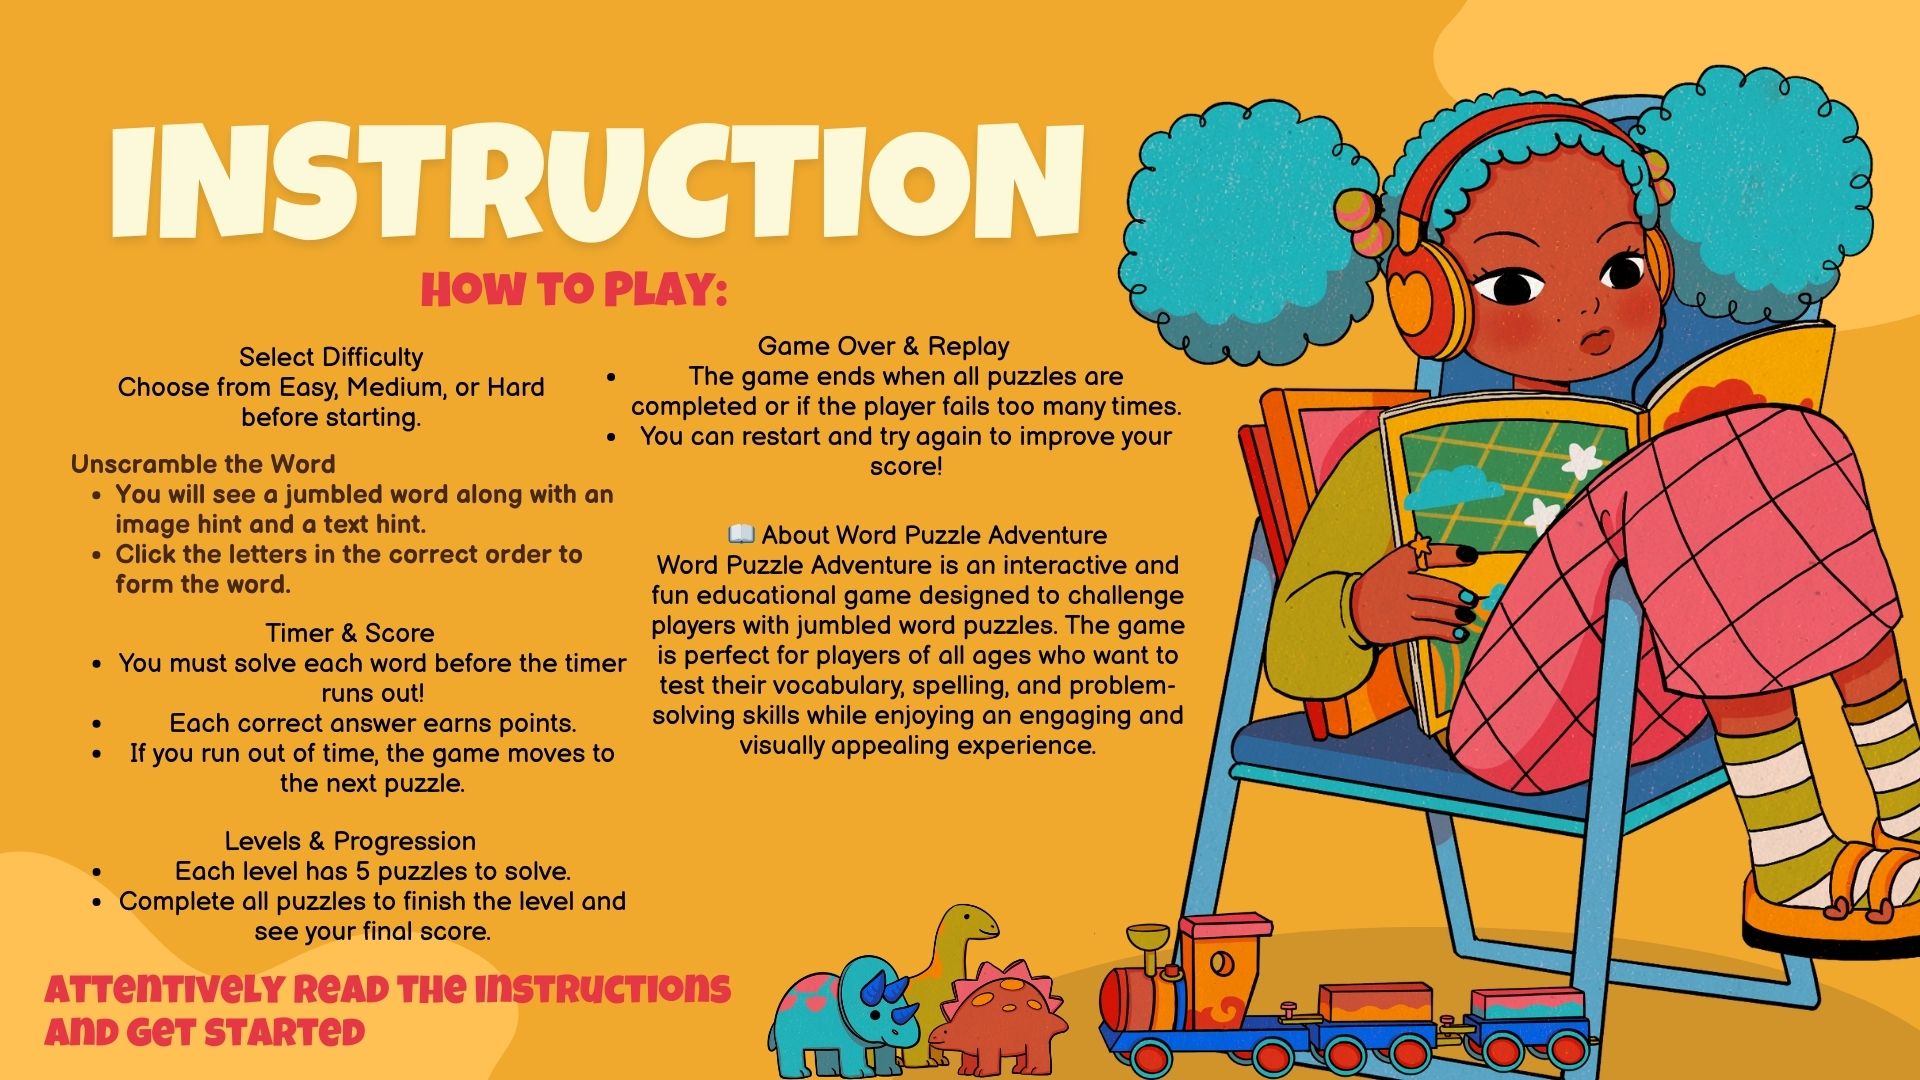 INSTRUCTION
HOW TO PLAY:
Select Difficulty
Choose from Easy, Medium, or Hard
before starting.
Unscramble the Word
• You will see a jumbled word along with an
image hint and a text hint.
• Click the letters in the correct order to
form the word.
Timer & Score
• You must solve each word before the timer
runs out!
• Each correct answer earns points.
• If you run out of time, the game moves to
the next puzzle.
Levels & Progression
• Each level has 5 puzzles to solve.
• Complete all puzzles to finish the level and
see your final score.
Game Over & Replay
• The game ends when all puzzles are
completed or if the player fails too many times.
• You can restart and try again to improve your
score!
📖 About Word Puzzle Adventure
Word Puzzle Adventure is an interactive and
fun educational game designed to challenge
players with jumbled word puzzles. The game
is perfect for players of all ages who want to
test their vocabulary, spelling, and problem-
solving skills while enjoying an engaging and
visually appealing experience.
Attentively read the instructions
and get started